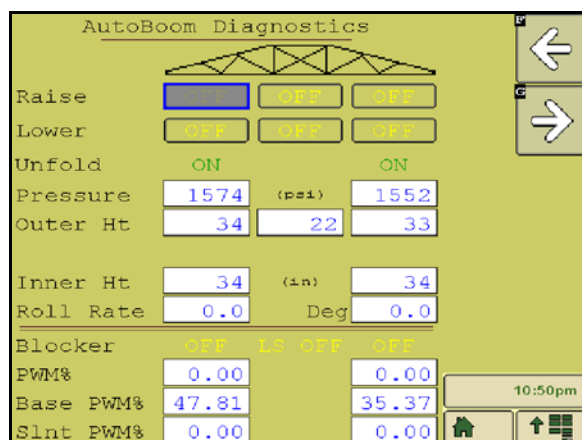 AutoBoom Diagnostics
F
G
Raise OFF OFF OFF
Lower OFF OFF OFF
Unfold ON ON
Pressure 1574 (psi) 1552
Outer Ht 34 22 33
Inner Ht 34 (in) 34
Roll Rate 0.0 Deg 0.0
Blocker OFF LS OFF OFF
PWM% 0.00 0.00
Base PWM% 47.81 35.37
Slnt PWM% 0.00 0.00
10:50pm